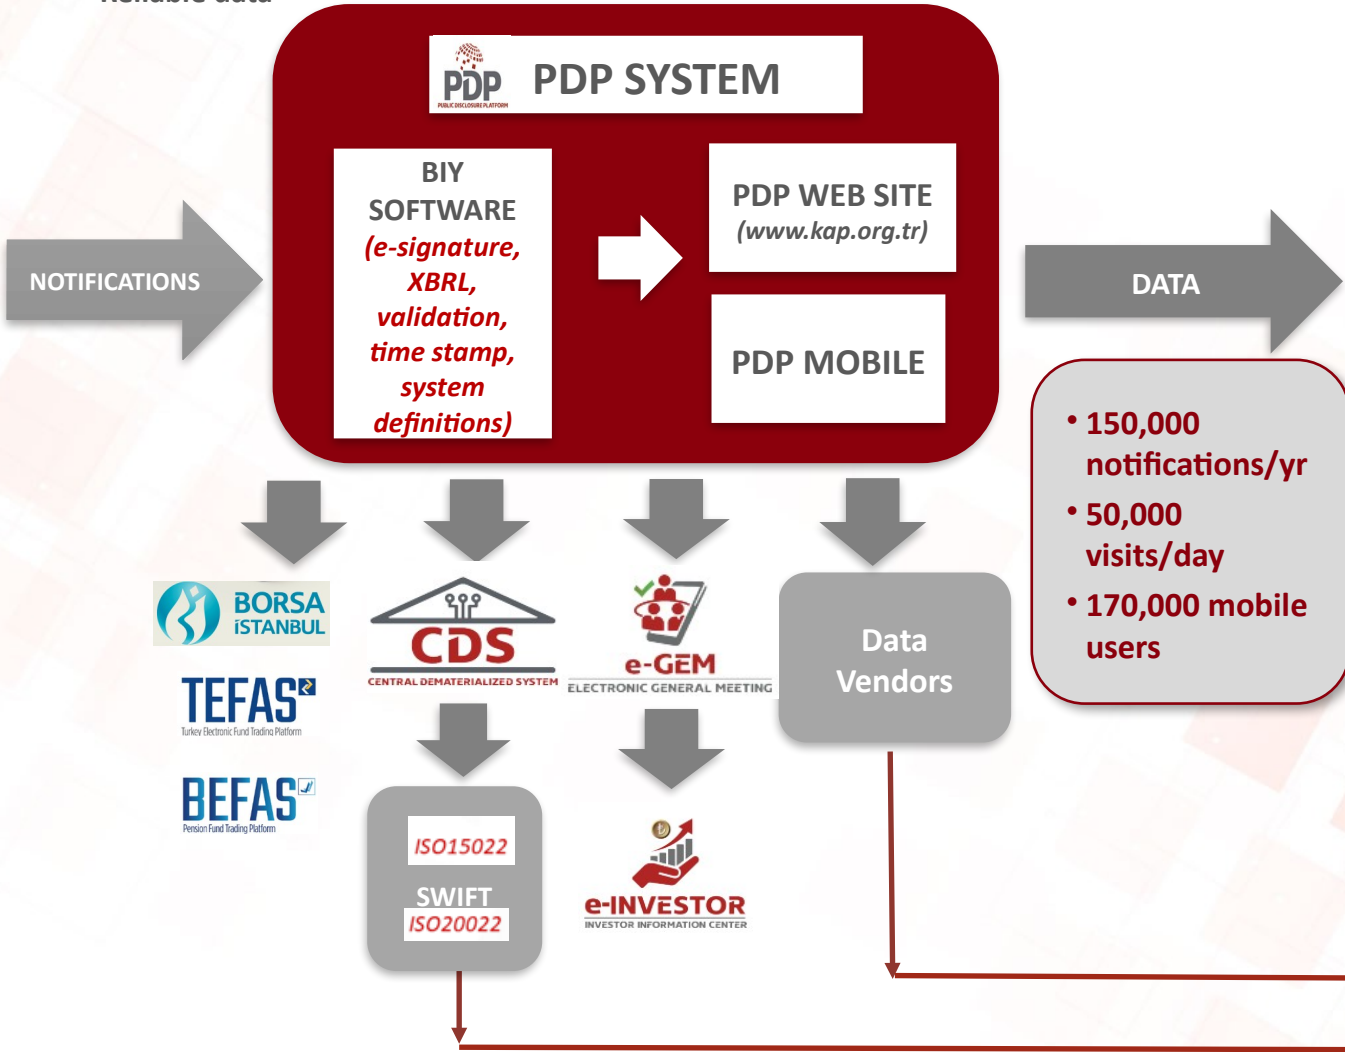 PDP
PUBLIC DISCLOSURE PLATFORM
PDP SYSTEM
BIY
SOFTWARE
(e-signature,
XBRL,
validation,
time stamp,
system
definitions)
PDP WEB SITE
(www.kap.org.tr)
PDP MOBILE
NOTIFICATIONS
DATA
• 150,000
notifications/yr
• 50,000
visits/day
• 170,000 mobile
users
BORSA
İSTANBUL
TEFAS
Turkey Electronic Fund Trading Platform
BEFAS
Pension Fund Trading Platform
CDS
CENTRAL DEMATERIALIZED SYSTEM
e-GEM
ELECTRONIC GENERAL MEETING
Data
Vendors
ISO15022
SWIFT
ISO20022
e-INVESTOR
INVESTOR INFORMATION CENTER